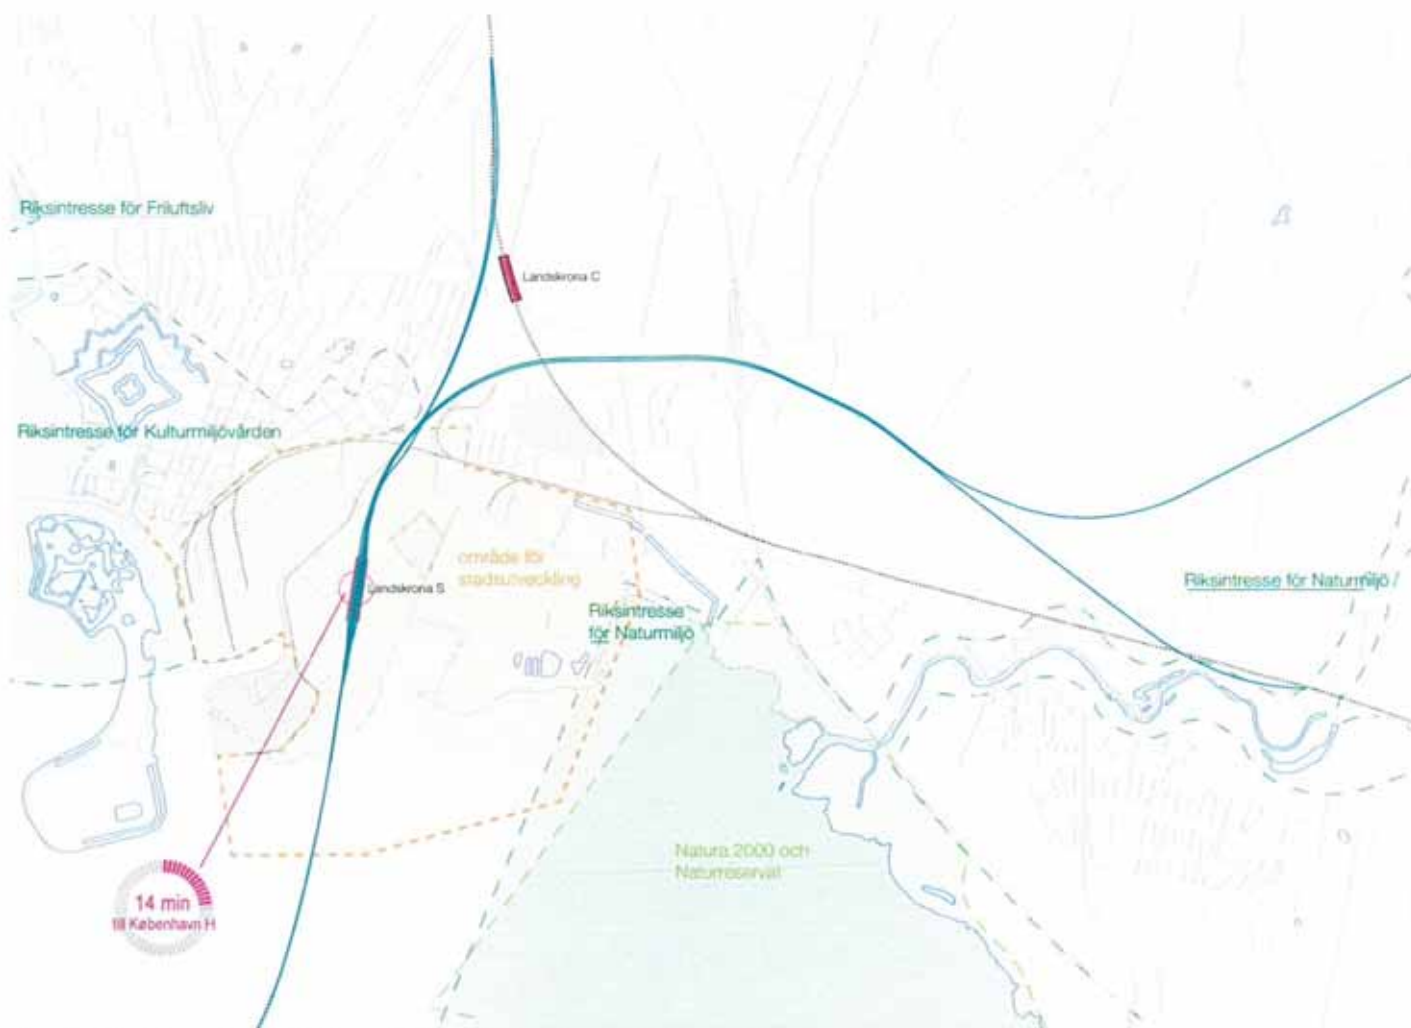 Riksintresse för Friluftsliv
Landskrona C
Riksintresse för Kulturmiljövården
område för
stadsutveckling
Landskrona S
Riksintresse
för Naturmiljö
Riksintresse för Naturmiljö /
Natura 2000 och
Naturreservat
14 min
till København H